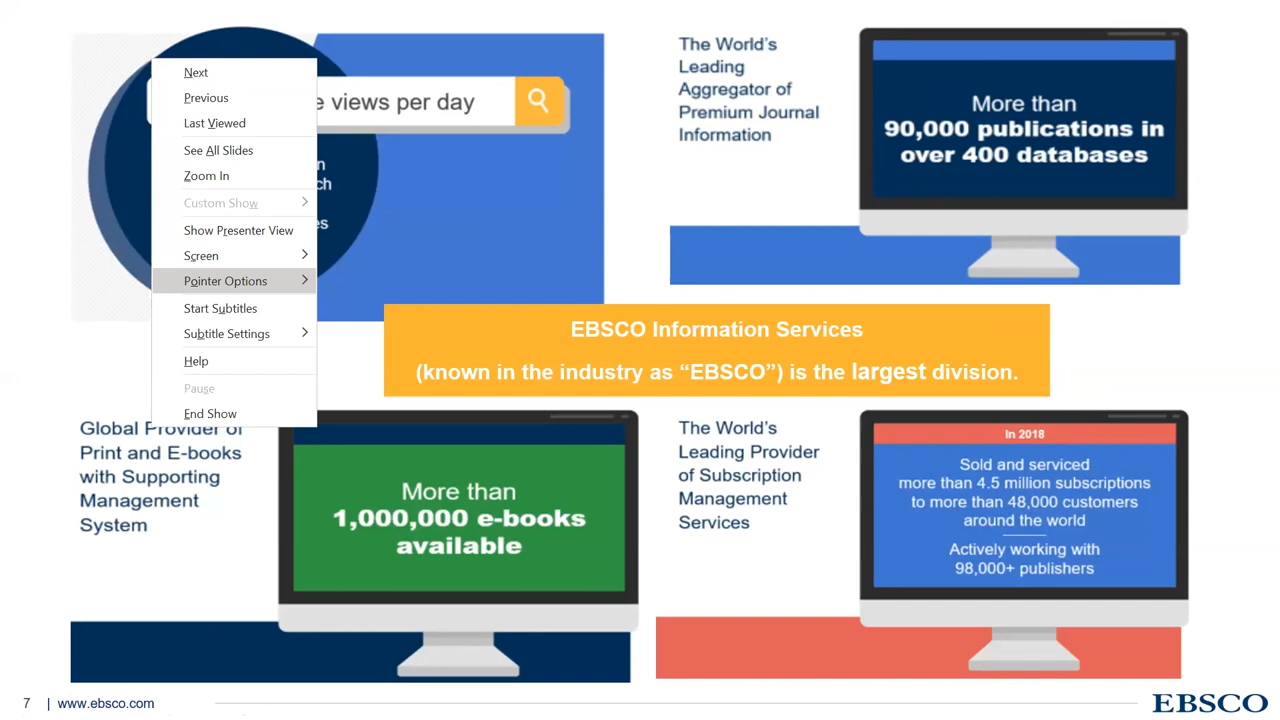 Next
Previous
Last Viewed
See All Slides
Zoom In
Custom Show
Show Presenter View
Screen
Pointer Options
Start Subtitles
Subtitle Settings
Help
Pause
End Show
views per day
The World's
Leading
Aggregator of
Premium Journal
Information
More than
90,000 publications in
over 400 databases
EBSCO Information Services
(known in the industry as “EBSCO”) is the largest division.
Global Provider of
Print and E-books
with Supporting
Management
System
More than
1,000,000 e-books
available
The World's
Leading Provider
of Subscription
Management
Services
In 2018
Sold and serviced
more than 4.5 million subscriptions
to more than 48,000 customers
around the world
Actively working with
98,000+ publishers
7 | www.ebsco.com
EBSCO